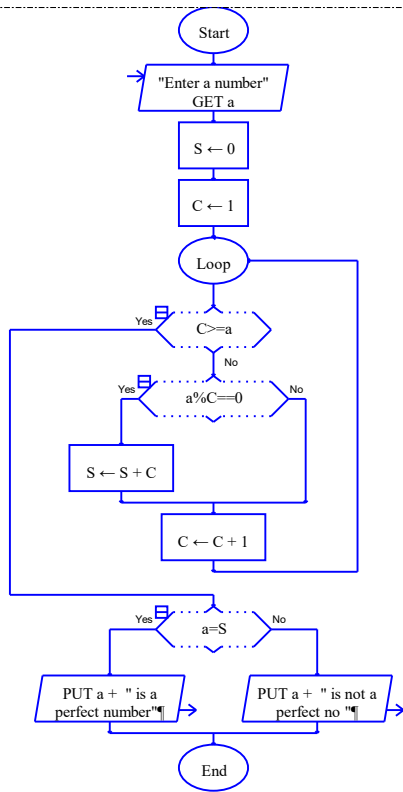 Start
"Enter a number"
GET a
S ← 0
C ← 1
Loop
Yes
C>=a
No
Yes
a%C==0
No
S ← S + C
C ← C + 1
Yes
a=S
No
PUT a + " is a
perfect number"¶
PUT a + " is not a
perfect no "¶
End